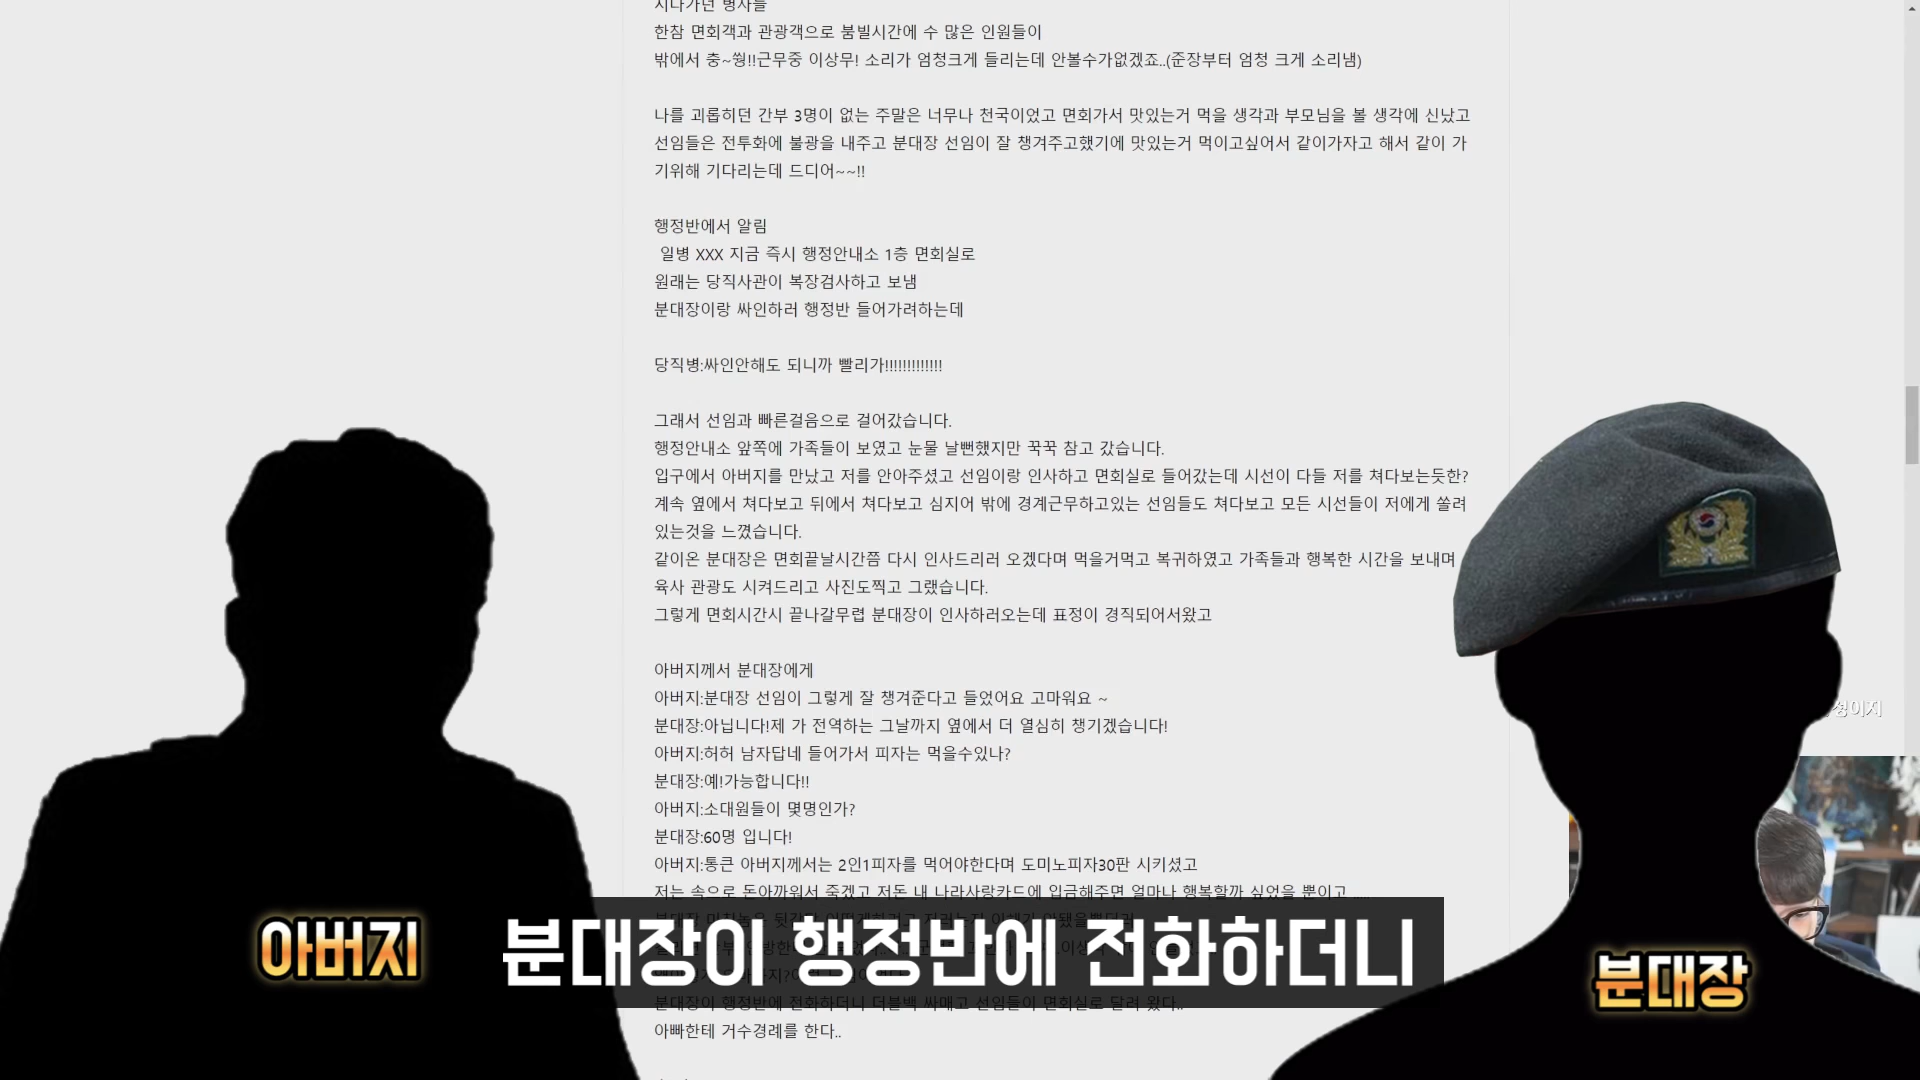 지나가던 병사들
한참 면회객과 관광객으로 붐빌시간에 수 많은 인원들이
밖에서 충~썽!!근무중 이상무! 소리가 엄청크게 들리는데 안볼수가없겠죠..(준장부터 엄청 크게 소리냄)
나를 괴롭히던 간부 3명이 없는 주말은 너무나 천국이었고 면회가서 맛있는거 먹을 생각과 부모님을 볼 생각에 신났고
선임들은 전투화에 불광을 내주고 분대장 선임이 잘 챙겨주고했기에 맛있는거 먹이고싶어서 같이가자고 해서 같이 가
기위해 기다리는데 드디어~~!!
행정반에서 알림
일병 XXX 지금 즉시 행정안내소 1층 면회실로
원래는 당직사관이 복장검사하고 보냄
분대장이랑 싸인하러 행정반 들어가려하는데
당직병:싸인안해도 되니까 빨리가!!!!!!!!!!!!!
그래서 선임과 빠른걸음으로 걸어갔습니다.
행정안내소 앞쪽에 가족들이 보였고 눈물 날뻔했지만 꾹꾹 참고 갔습니다.
입구에서 아버지를 만났고 저를 안아주셨고 선임이랑 인사하고 면회실로 들어갔는데 시선이 다들 저를 쳐다보는듯한?
계속 옆에서 쳐다보고 뒤에서 쳐다보고 심지어 밖에 경계근무하고있는 선임들도 쳐다보고 모든 시선들이 저에게 쏠려
있는것을 느꼈습니다.
같이온 분대장은 면회끝날시간쯤 다시 인사드리러 오겠다며 먹을거먹고 복귀하였고 가족들과 행복한 시간을 보내며
육사 관광도 시켜드리고 사진도찍고 그랬습니다.
그렇게 면회시간시 끝나갈무렵 분대장이 인사하러오는데 표정이 경직되어서왔고
아버지께서 분대장에게
아버지:분대장 선임이 그렇게 잘 챙겨준다고 들었어요 고마워요 ~
분대장:아닙니다!제 가 전역하는 그날까지 옆에서 더 열심히 챙기겠습니다!
아버지:허허 남자답네 들어가서 피자는 먹을수있나?
분대장:예!가능합니다!!
아버지:소대원들이 몇명인가?
분대장:60명 입니다!
아버지:통큰 아버지께서는 2인1피자를 먹어야한다며 도미노피자30판 시키셨고
저는 속으로 돈아까워서 죽겠고 저돈 내 나라사랑카드에 입금해주면 얼마나 행복할까 싶었을 뿐이고 .....
분대장이 행정반에 전화하더니 더블백 싸매고 선임들이 면회실로 달려 왔다..
아빠한테 거수경례를 한다..
아버지
분대장이 행정반에 전화하더니
분대장